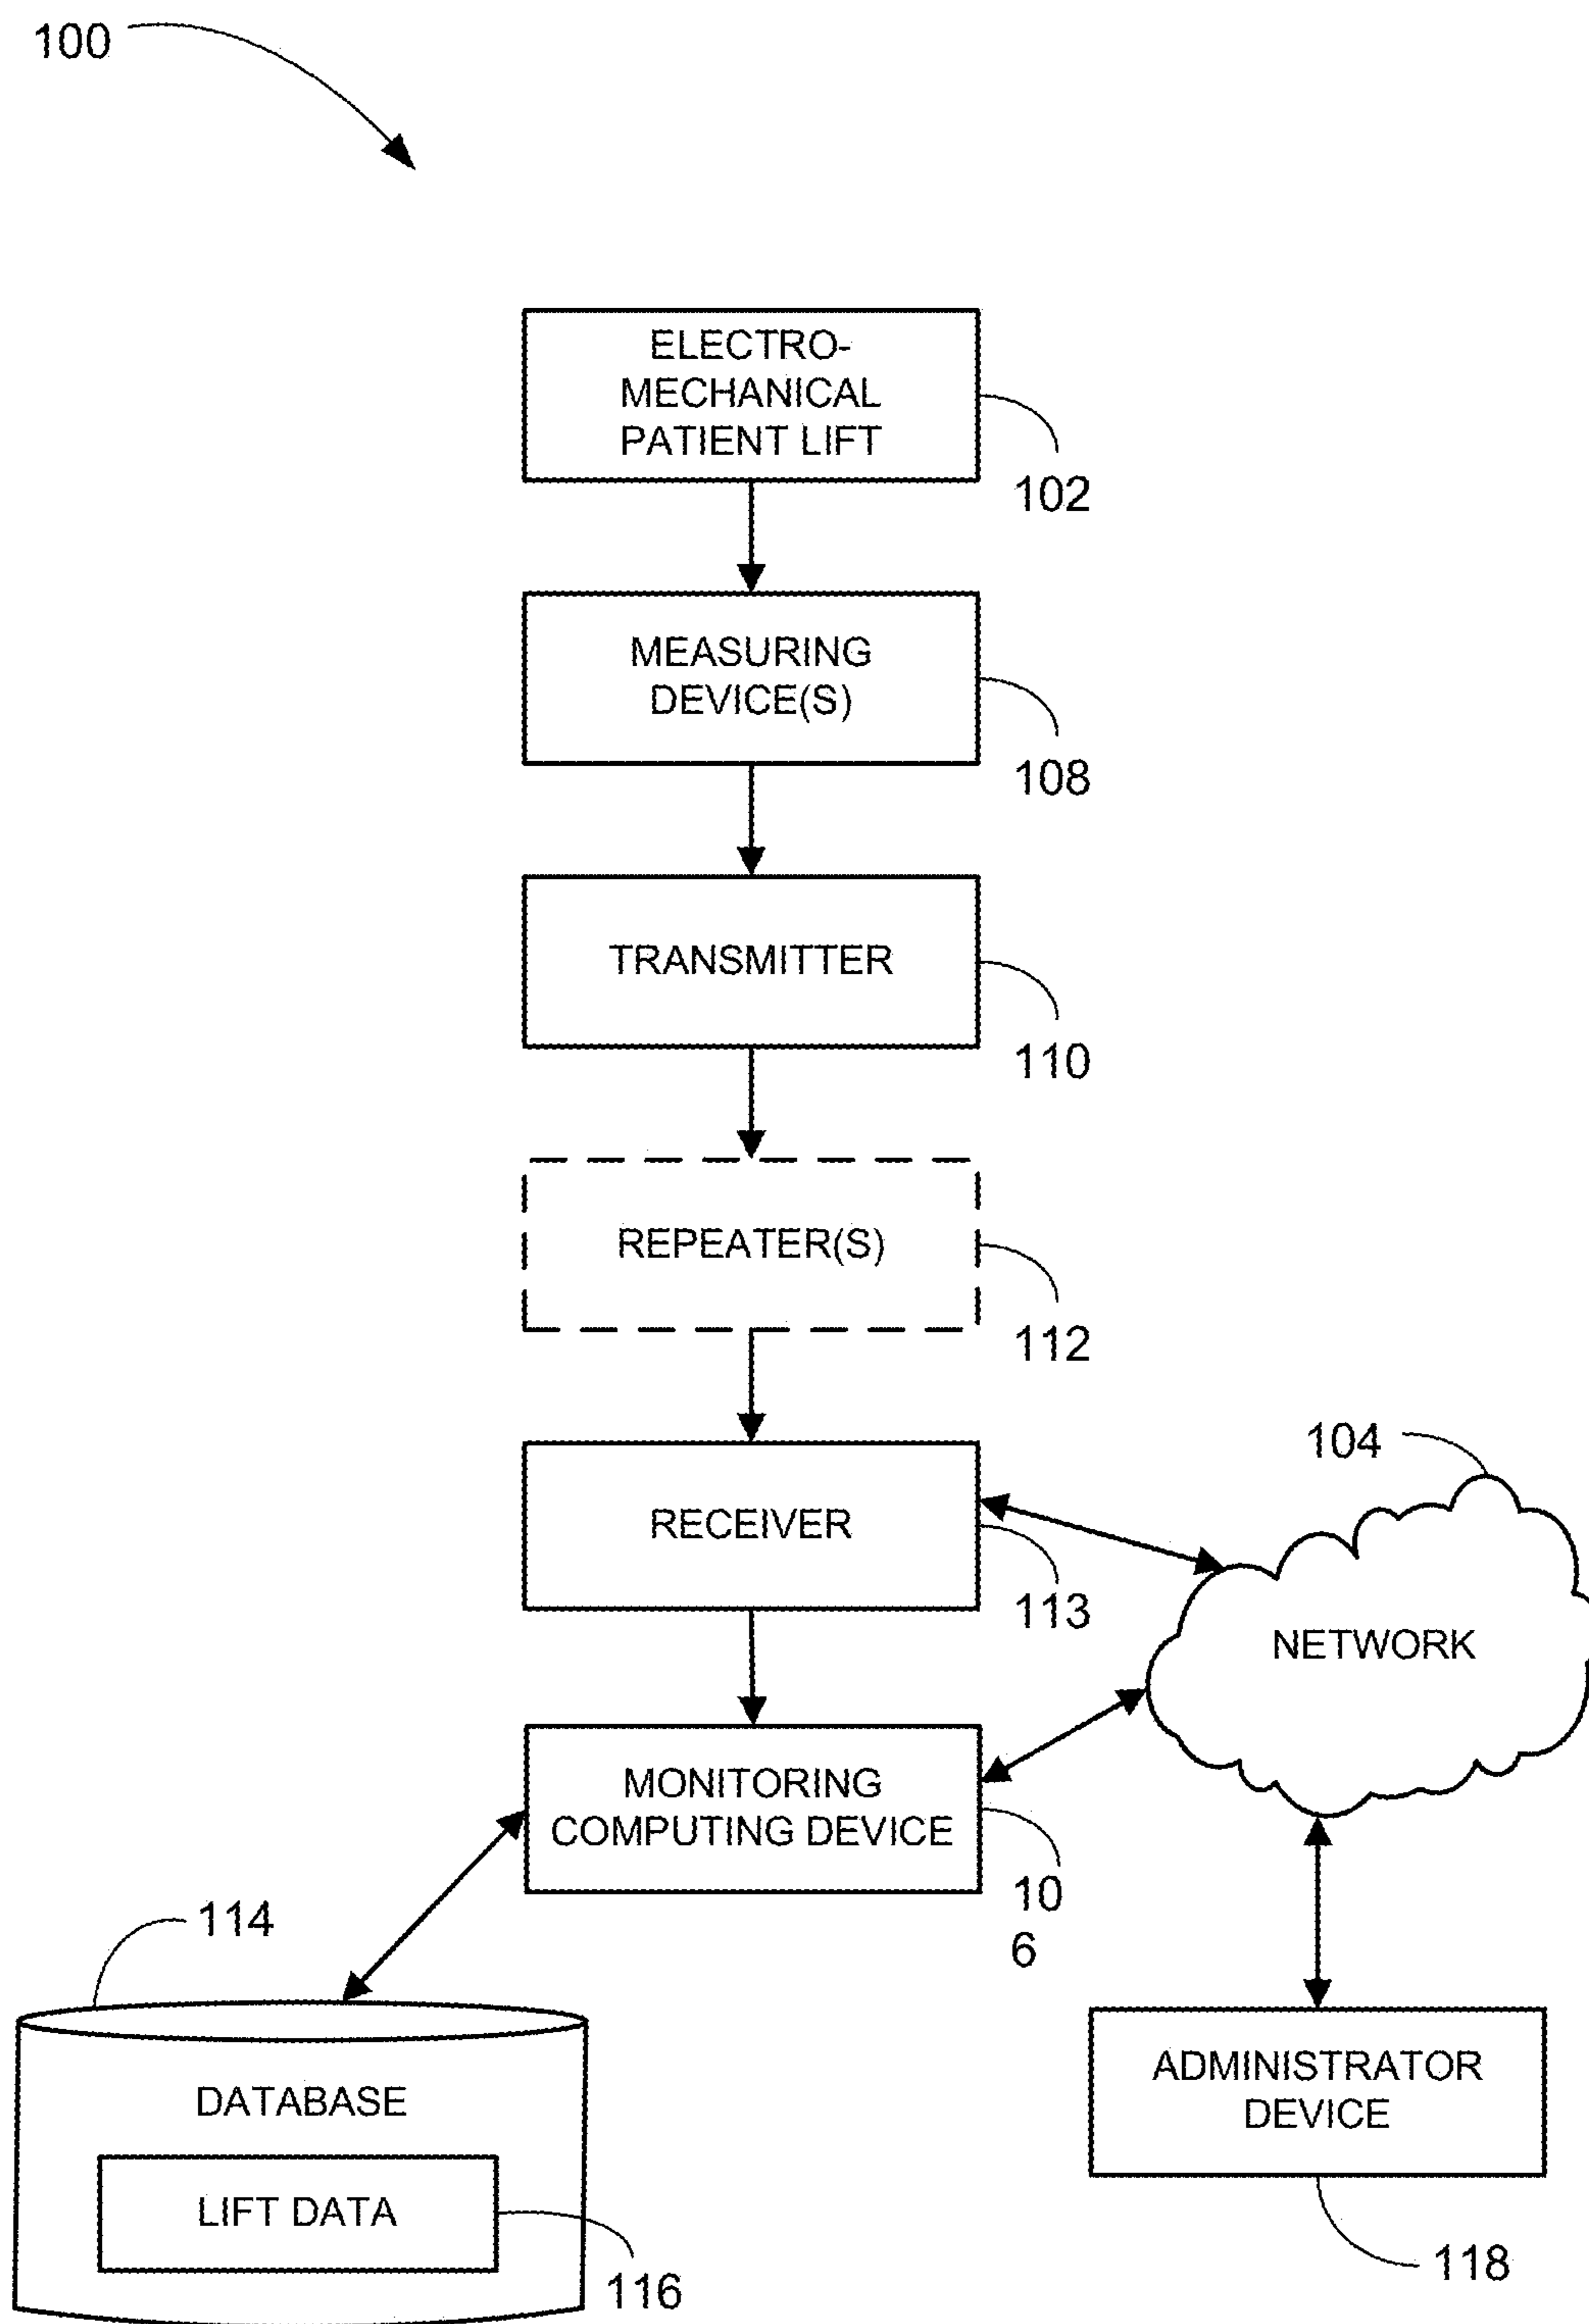 100
ELECTRO-
MECHANICAL
PATIENT LIFT
102
MEASURING
DEVICE(S)
108
TRANSMITTER
110
REPEATER(S)
112
RECEIVER
113
104
NETWORK
MONITORING
COMPUTING DEVICE
10
6
114
DATABASE
LIFT DATA
116
ADMINISTRATOR
DEVICE
118